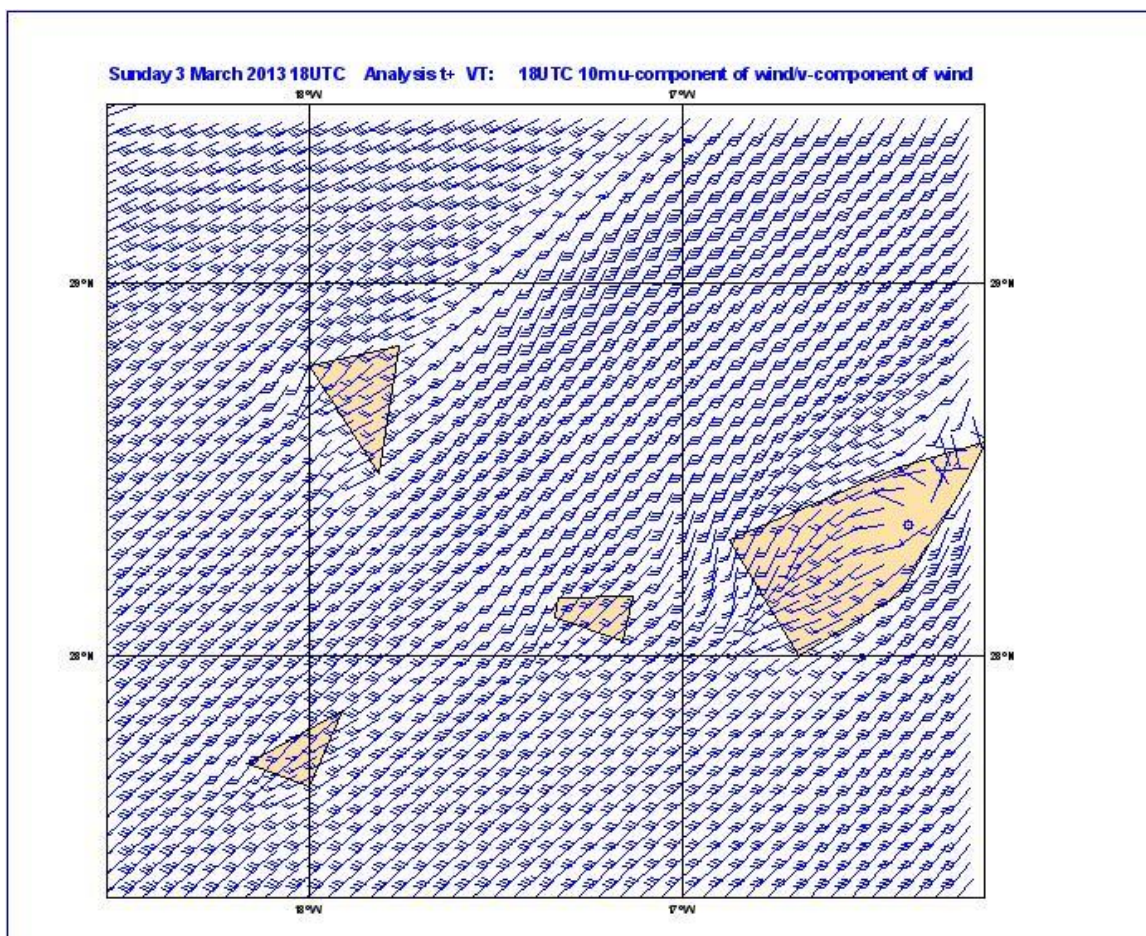 Sunday 3 March 2013 18UTC Analysis t+ VT: 18UTC 10m u-component of wind/v-component of wind
18°W 17°W
29°N 29°N
28°N 28°N
18°W 17°W